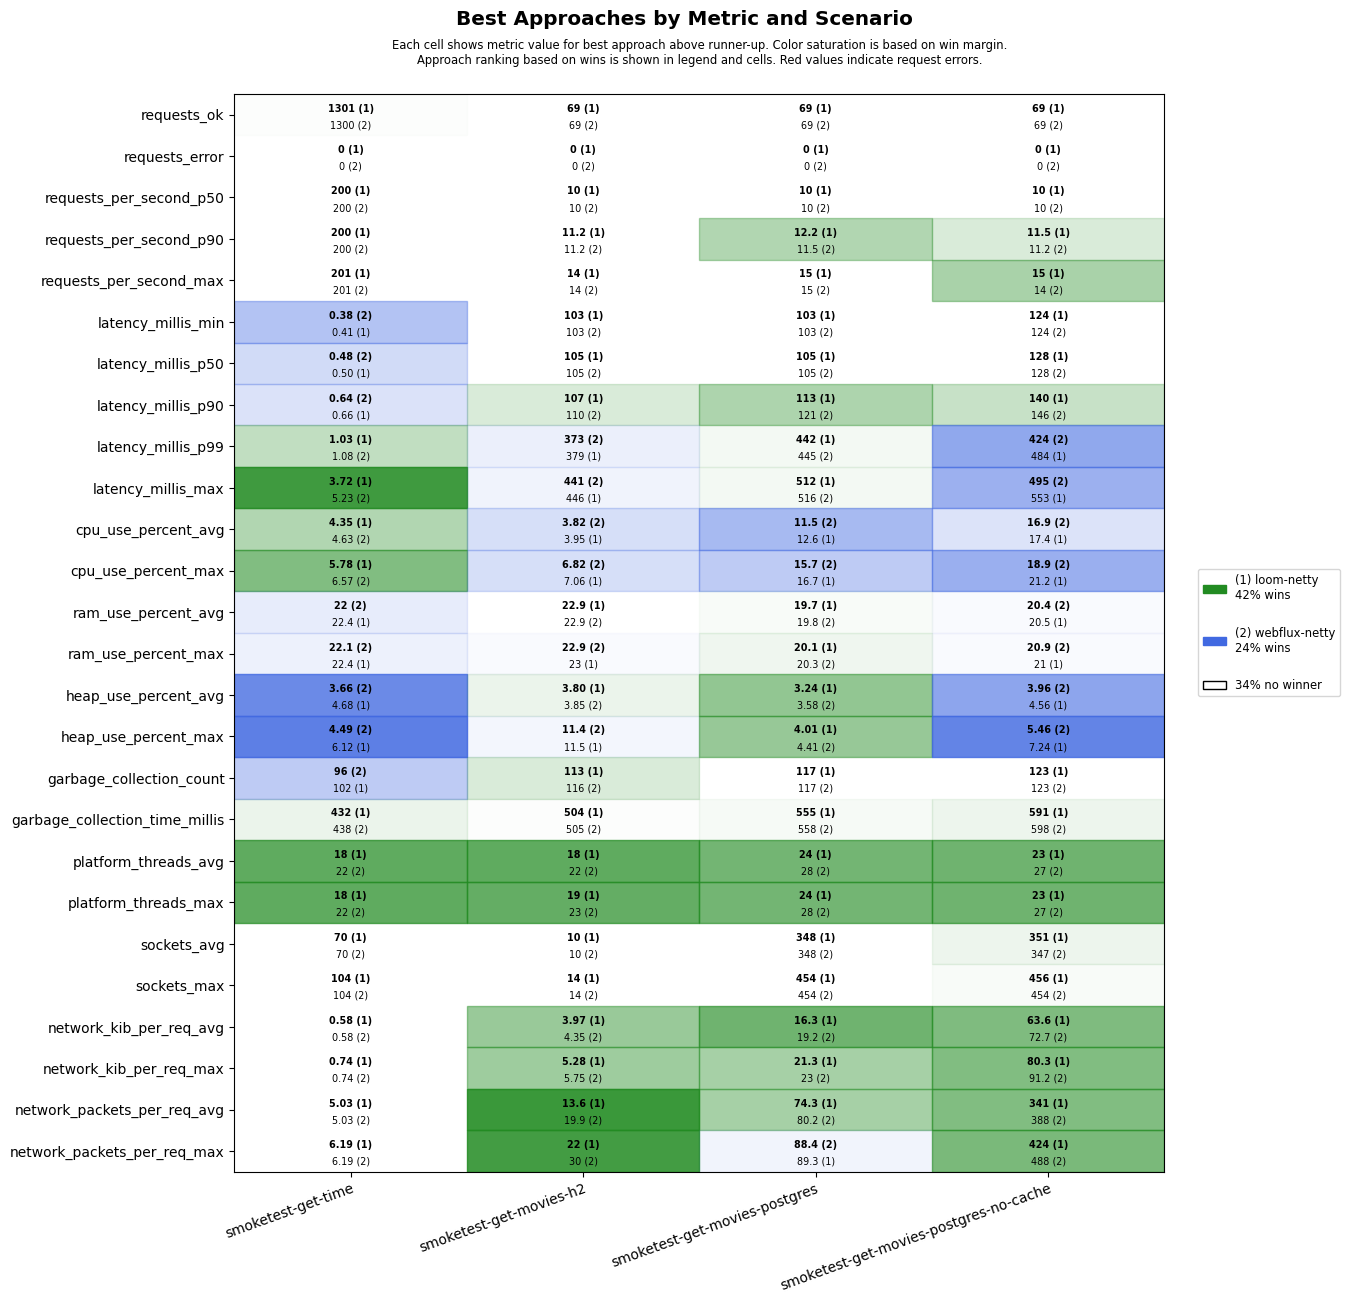 Best Approaches by Metric and Scenario
Each cell shows metric value for best approach above runner-up. Color saturation is based on win margin.
Approach ranking based on wins is shown in legend and cells. Red values indicate request errors.
requests_ok
1301 (1) 69 (1) 69 (1) 69 (1)
1300 (2) 69 (2) 69 (2) 69 (2)
requests_error
0 (1) 0 (1) 0 (1) 0 (1)
0 (2) 0 (2) 0 (2) 0 (2)
requests_per_second_p50
200 (1) 10 (1) 10 (1) 10 (1)
200 (2) 10 (2) 10 (2) 10 (2)
requests_per_second_p90
200 (1) 11.2 (1) 12.2 (1) 11.5 (1)
200 (2) 11.2 (2) 11.5 (2) 11.2 (2)
requests_per_second_max
201 (1) 14 (1) 15 (1) 15 (1)
201 (2) 14 (2) 15 (2) 14 (2)
latency_millis_min
0.38 (2) 103 (1) 103 (1) 124 (1)
0.41 (1) 103 (2) 103 (2) 124 (2)
latency_millis_p50
0.48 (2) 105 (1) 105 (1) 128 (1)
0.50 (1) 105 (2) 105 (2) 128 (2)
latency_millis_p90
0.64 (2) 107 (1) 113 (1) 140 (1)
0.66 (1) 110 (2) 121 (2) 146 (2)
latency_millis_p99
1.03 (1) 373 (2) 442 (1) 424 (2)
1.08 (2) 379 (1) 445 (2) 484 (1)
latency_millis_max
3.72 (1) 441 (2) 512 (1) 495 (2)
5.23 (2) 446 (1) 516 (2) 553 (1)
cpu_use_percent_avg
4.35 (1) 3.82 (2) 11.5 (2) 16.9 (2)
4.63 (2) 3.95 (1) 12.6 (1) 17.4 (1)
cpu_use_percent_max
5.78 (1) 6.82 (2) 15.7 (2) 18.9 (2)
6.57 (2) 7.06 (1) 16.7 (1) 21.2 (1)
ram_use_percent_avg
22 (2) 22.9 (1) 19.7 (1) 20.4 (2)
22.4 (1) 22.9 (2) 19.8 (2) 20.5 (1)
ram_use_percent_max
22.1 (2) 22.9 (2) 20.1 (1) 20.9 (2)
22.4 (1) 23 (1) 20.3 (2) 21 (1)
heap_use_percent_avg
3.66 (2) 3.80 (1) 3.24 (1) 3.96 (2)
4.68 (1) 3.85 (2) 3.58 (2) 4.56 (1)
heap_use_percent_max
4.49 (2) 11.4 (2) 4.01 (1) 5.46 (2)
6.12 (1) 11.5 (1) 4.41 (2) 7.24 (1)
garbage_collection_count
96 (2) 113 (1) 117 (1) 123 (1)
102 (1) 116 (2) 117 (2) 123 (2)
garbage_collection_time_millis
432 (1) 504 (1) 555 (1) 591 (1)
438 (2) 505 (2) 558 (2) 598 (2)
platform_threads_avg
18 (1) 18 (1) 24 (1) 23 (1)
22 (2) 22 (2) 28 (2) 27 (2)
platform_threads_max
18 (1) 19 (1) 24 (1) 23 (1)
22 (2) 23 (2) 28 (2) 27 (2)
sockets_avg
70 (1) 10 (1) 348 (1) 351 (1)
70 (2) 10 (2) 348 (2) 347 (2)
sockets_max
104 (1) 14 (1) 454 (1) 456 (1)
104 (2) 14 (2) 454 (2) 454 (2)
network_kib_per_req_avg
0.58 (1) 3.97 (1) 16.3 (1) 63.6 (1)
0.58 (2) 4.35 (2) 19.2 (2) 72.7 (2)
network_kib_per_req_max
0.74 (1) 5.28 (1) 21.3 (1) 80.3 (1)
0.74 (2) 5.75 (2) 23 (2) 91.2 (2)
network_packets_per_req_avg
5.03 (1) 13.6 (1) 74.3 (1) 341 (1)
5.03 (2) 19.9 (2) 80.2 (2) 388 (2)
network_packets_per_req_max
6.19 (1) 22 (1) 88.4 (2) 424 (1)
6.19 (2) 30 (2) 89.3 (1) 488 (2)
smoketest-get-time
smoketest-get-movies-h2
smoketest-get-movies-postgres
smoketest-get-movies-postgres-no-cache
(1) loom-netty
42% wins
(2) webflux-netty
24% wins
34% no winner